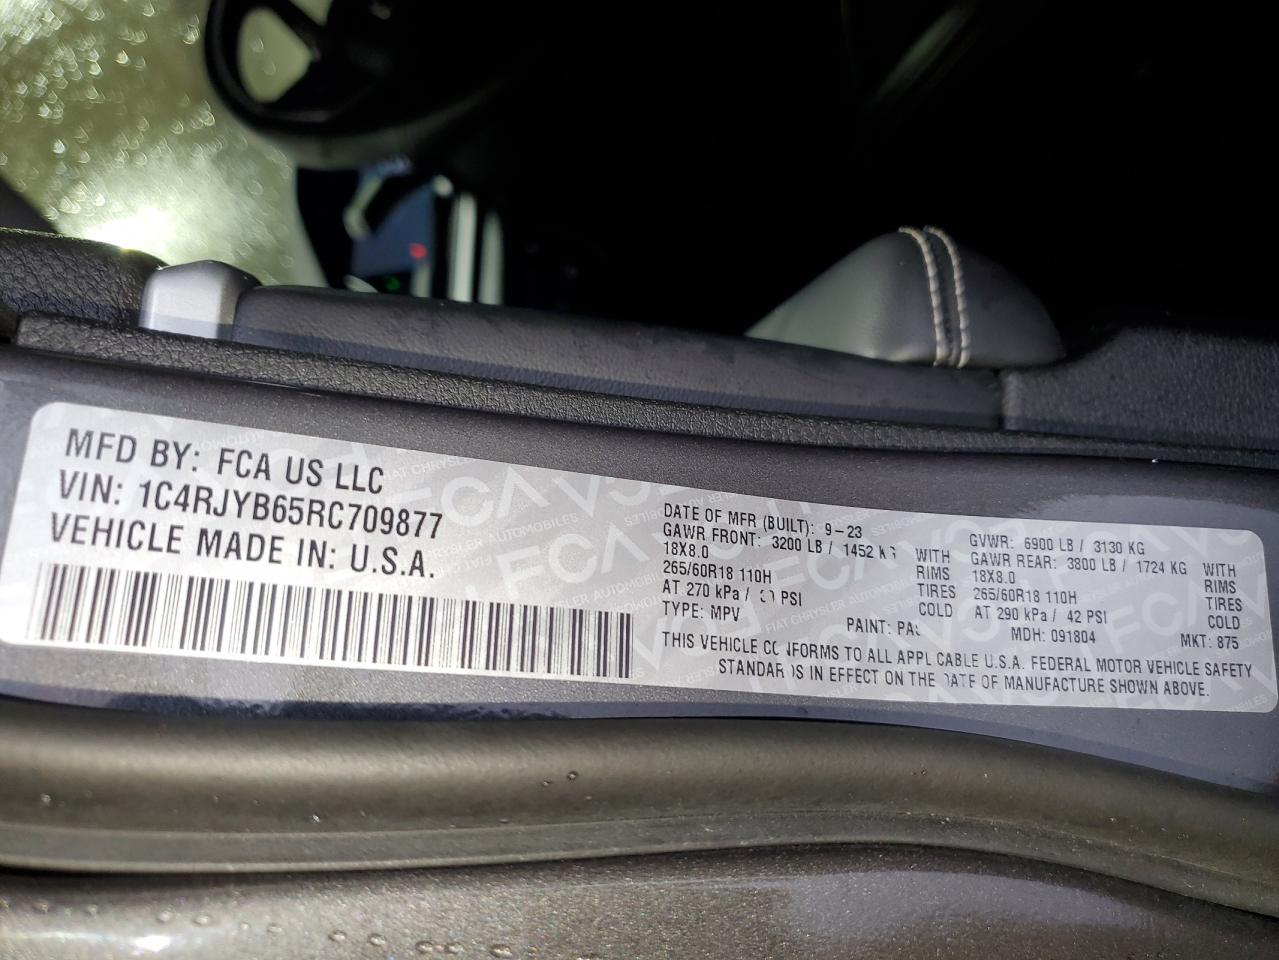 MFD BY: FCA US LLC
VIN: 1C4RJYB65RC709877
VEHICLE MADE IN: U.S.A.
DATE OF MFR (BUILT): 9-23
GAWR FRONT: 3200 LB / 1452 KG WITH
18X8.0 RIMS
265/60R18 110H TIRES
AT 270 kPa / PSI COLD
TYPE: MPV
PAINT:
GVWR: 6900 LB / 3130 KG
GAWR REAR: 3800 LB / 1724 KG WITH
18X8.0 RIMS
265/60R18 110H TIRES
AT 290 kPa / 42 PSI COLD
MDH: 091804 MKT: 875
THIS VEHICLE CONFORMS TO ALL APPLICABLE U.S.A. FEDERAL MOTOR VEHICLE SAFETY
STANDARDS IN EFFECT ON THE DATE OF MANUFACTURE SHOWN ABOVE.